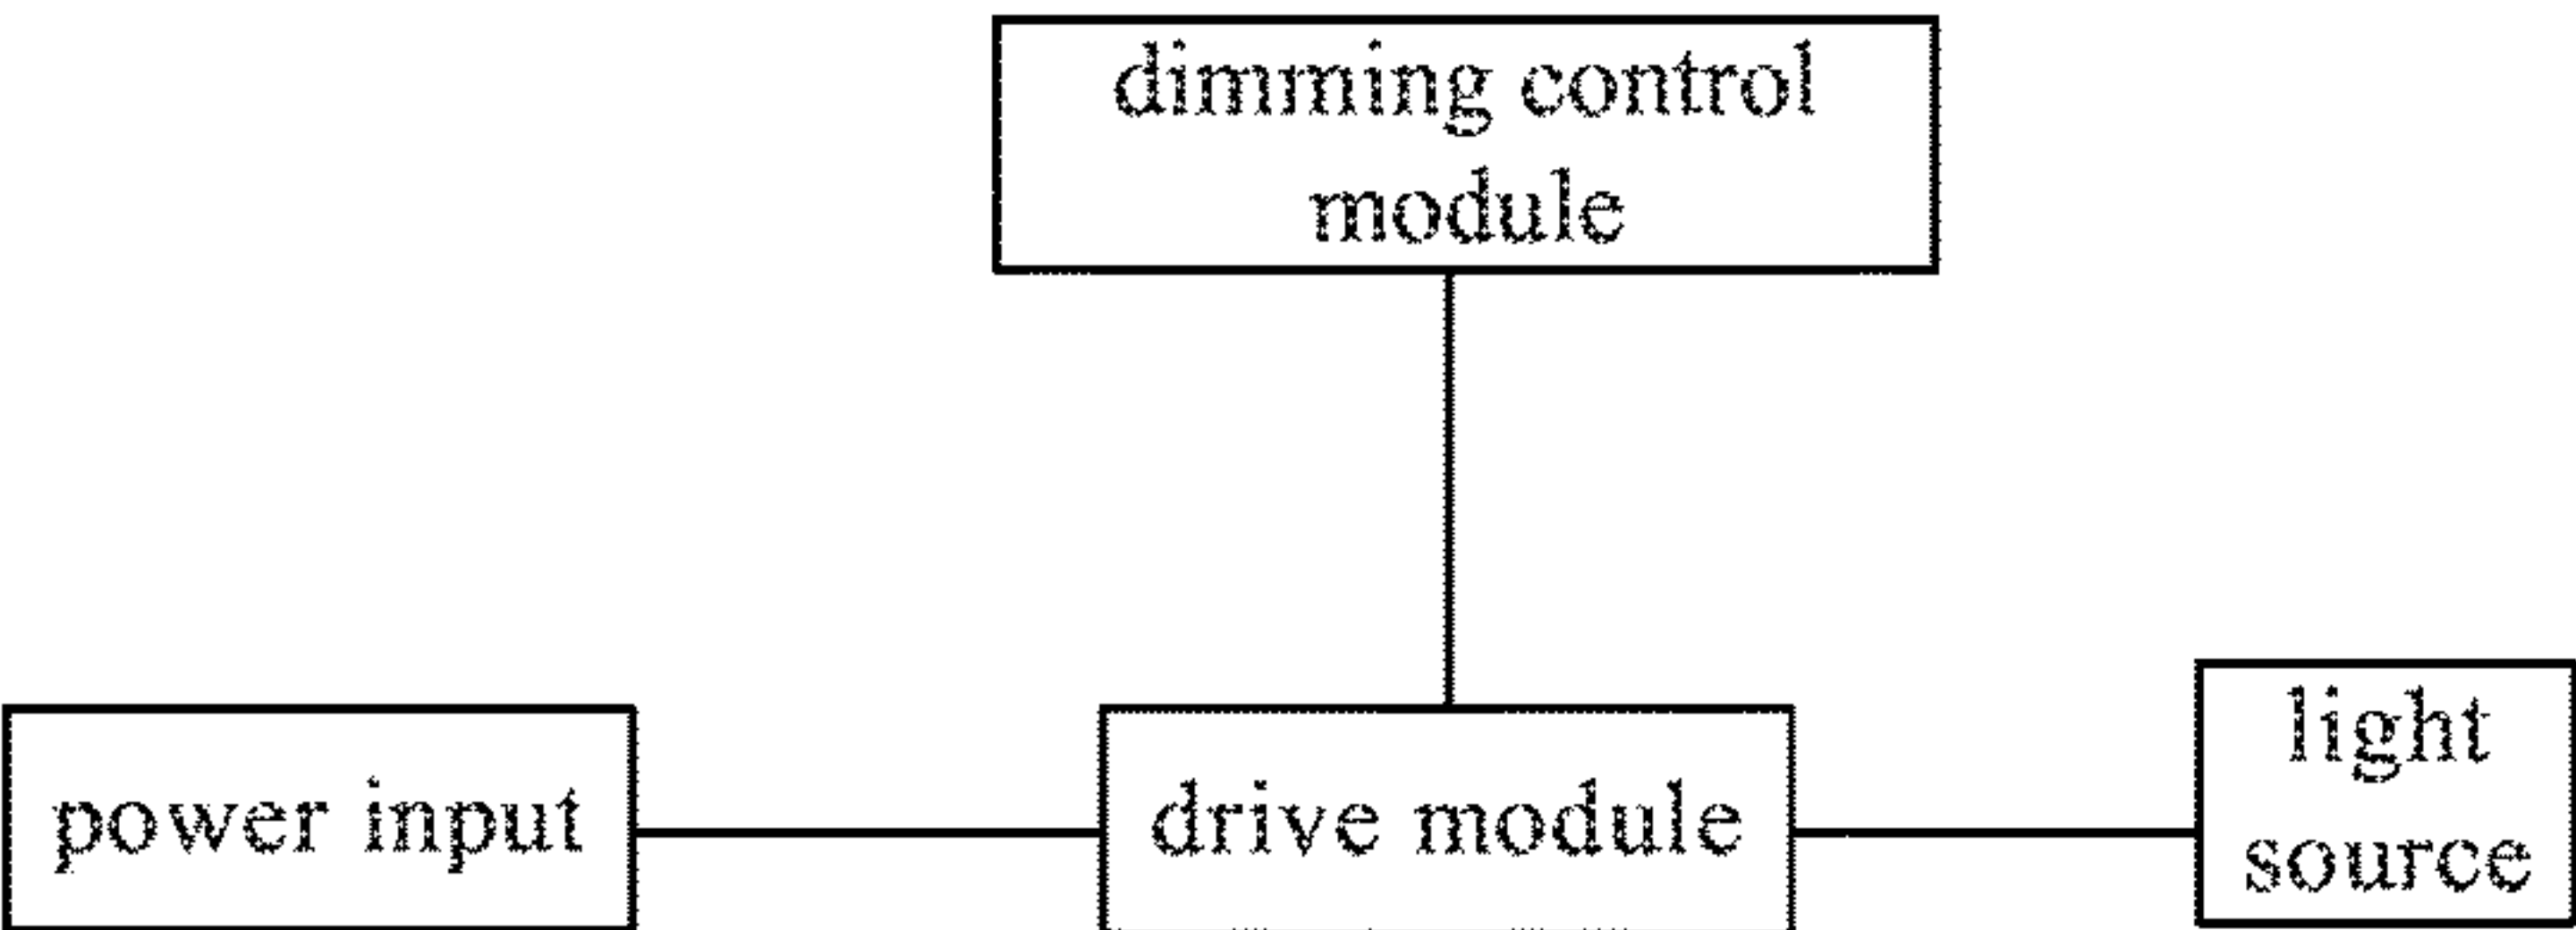 dimming control
module
power input
drive module
light
source